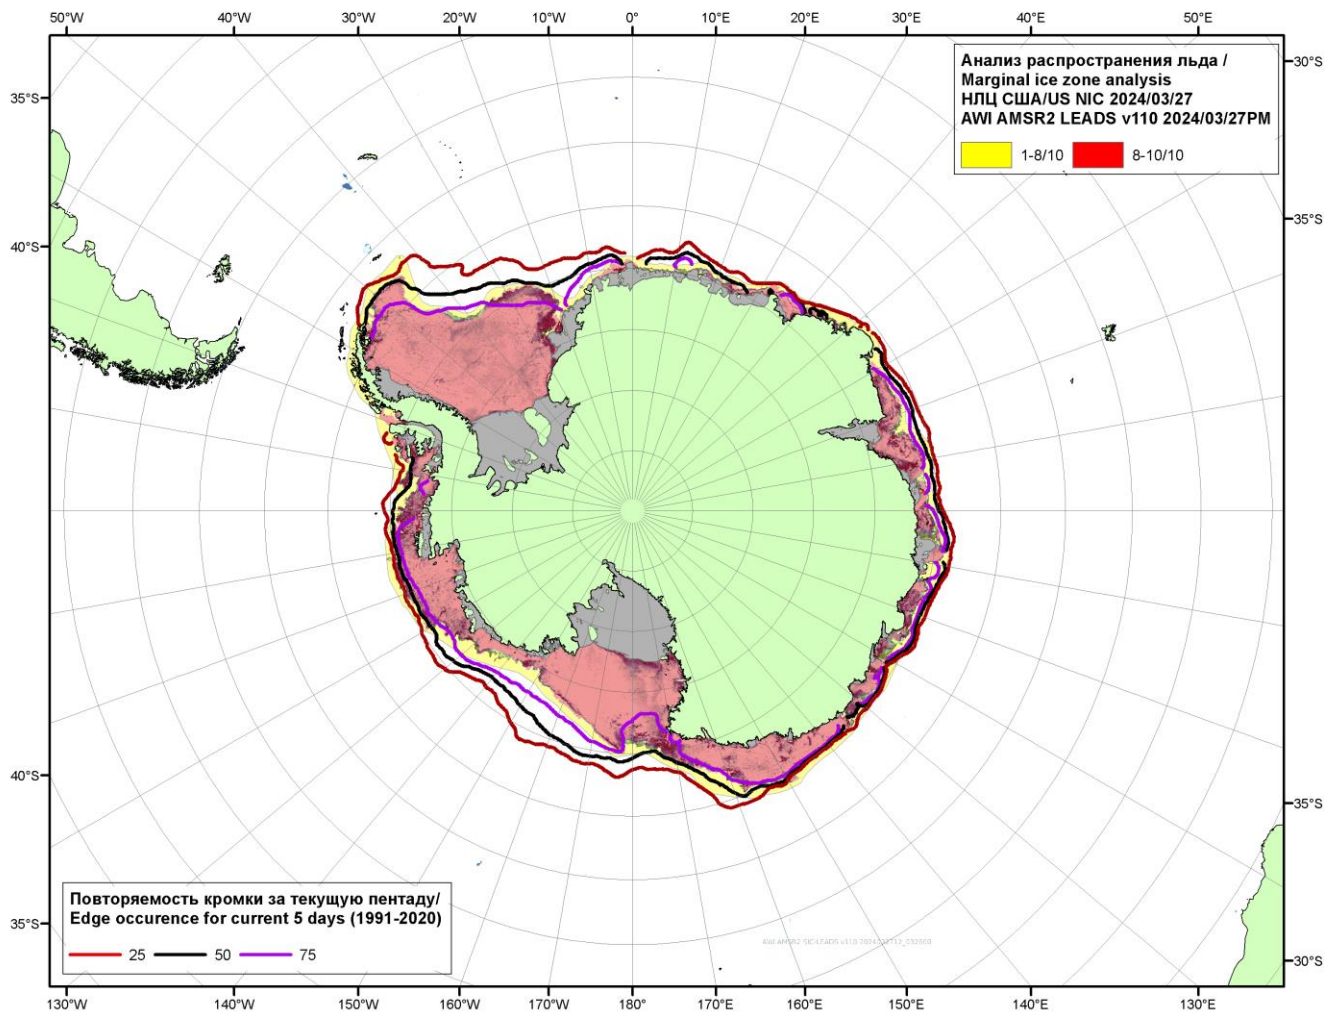 50°W 40°W 30°W 20°W 10°W 0° 10°E 20°E 30°E 40°E 50°E
Анализ распространения льда /
Marginal ice zone analysis
НЛЦ США/US NIC 2024/03/27
AWI AMSR2 LEADS v110 2024/03/27PM
1-8/10 8-10/10
30°S
35°S
35°S
40°S
40°S
35°S
35°S
30°S
Повторяемость кромки за текущую пентаду/
Edge occurence for current 5 days (1991-2020)
25 50 75
130°W 140°W 150°W 160°W 170°W 180° 170°E 160°E 150°E 140°E 130°E